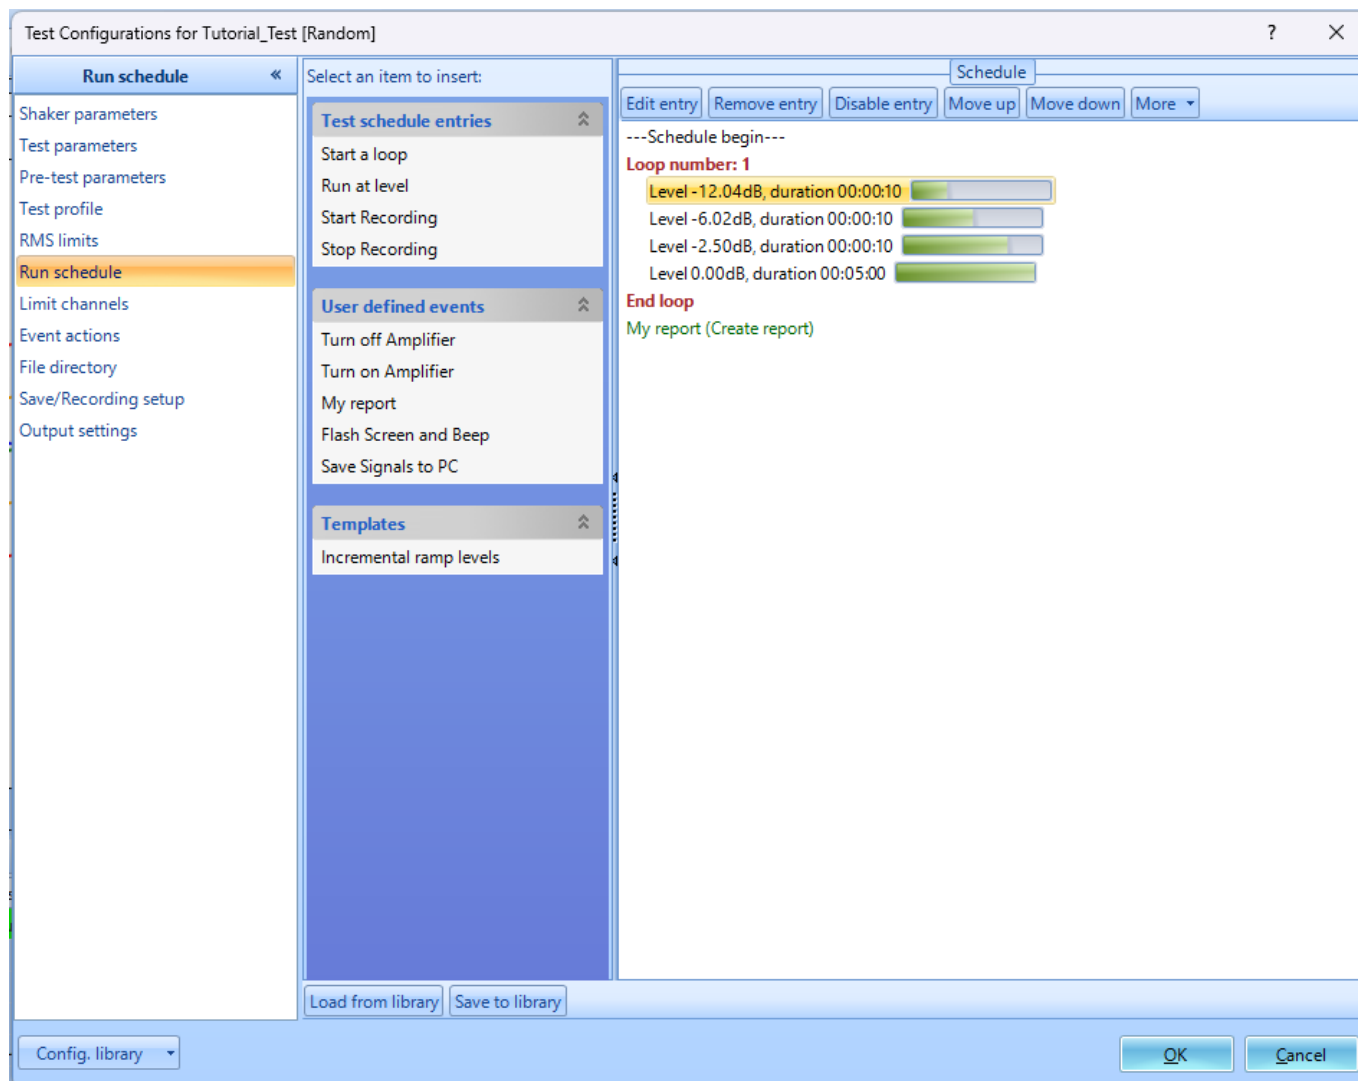 Test Configurations for Tutorial_Test [Random]
?
Run schedule «
Shaker parameters
Test parameters
Pre-test parameters
Test profile
RMS limits
Run schedule
Limit channels
Event actions
File directory
Save/Recording setup
Output settings
Select an item to insert:
Test schedule entries
Start a loop
Run at level
Start Recording
Stop Recording
User defined events
Turn off Amplifier
Turn on Amplifier
My report
Flash Screen and Beep
Save Signals to PC
Templates
Incremental ramp levels
Schedule
Edit entry Remove entry Disable entry Move up Move down More
---Schedule begin---
Loop number: 1
Level -12.04dB, duration 00:00:10
Level -6.02dB, duration 00:00:10
Level -2.50dB, duration 00:00:10
Level 0.00dB, duration 00:05:00
End loop
My report (Create report)
Load from library Save to library
Config. library
OK Cancel